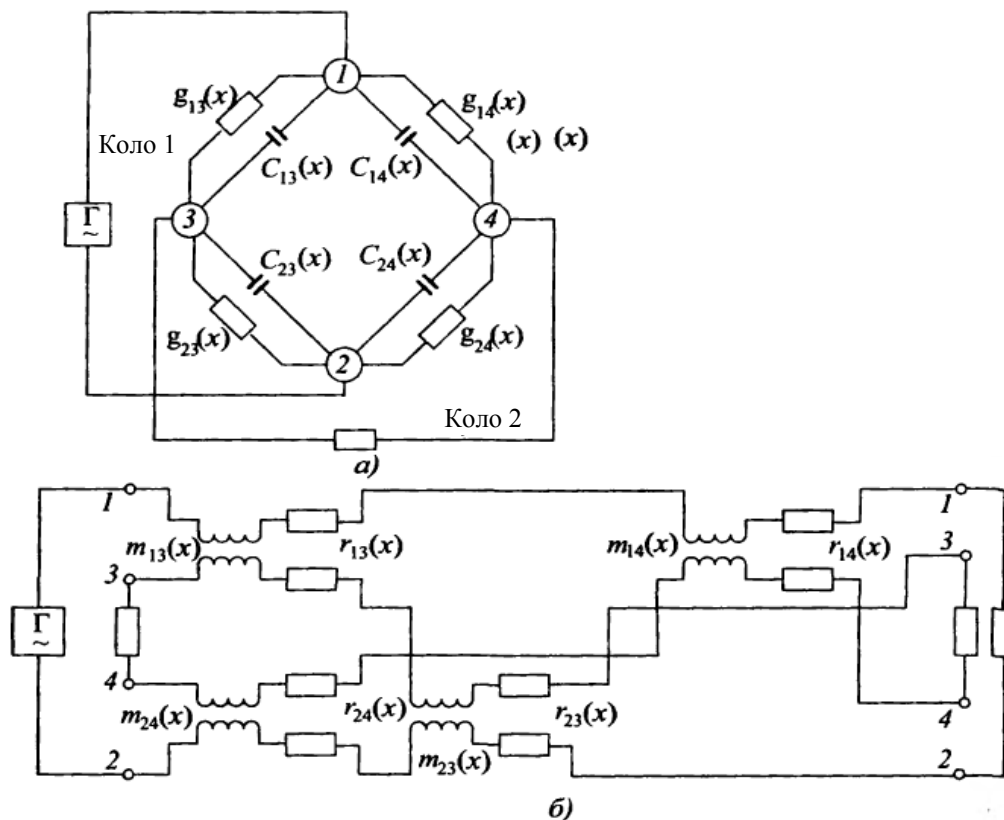 1
g13(x)
g14(x)
(x) (x)
Коло 1
C13(x) C14(x)
Г
~
3
4
C23(x) C24(x)
g23(x)
g24(x)
2
Коло 2
а)
1
1
m13(x)
r13(x)
m14(x)
r14(x)
3
3
Г
~
4
4
m24(x)
r24(x)
r23(x)
2
m23(x)
2
б)